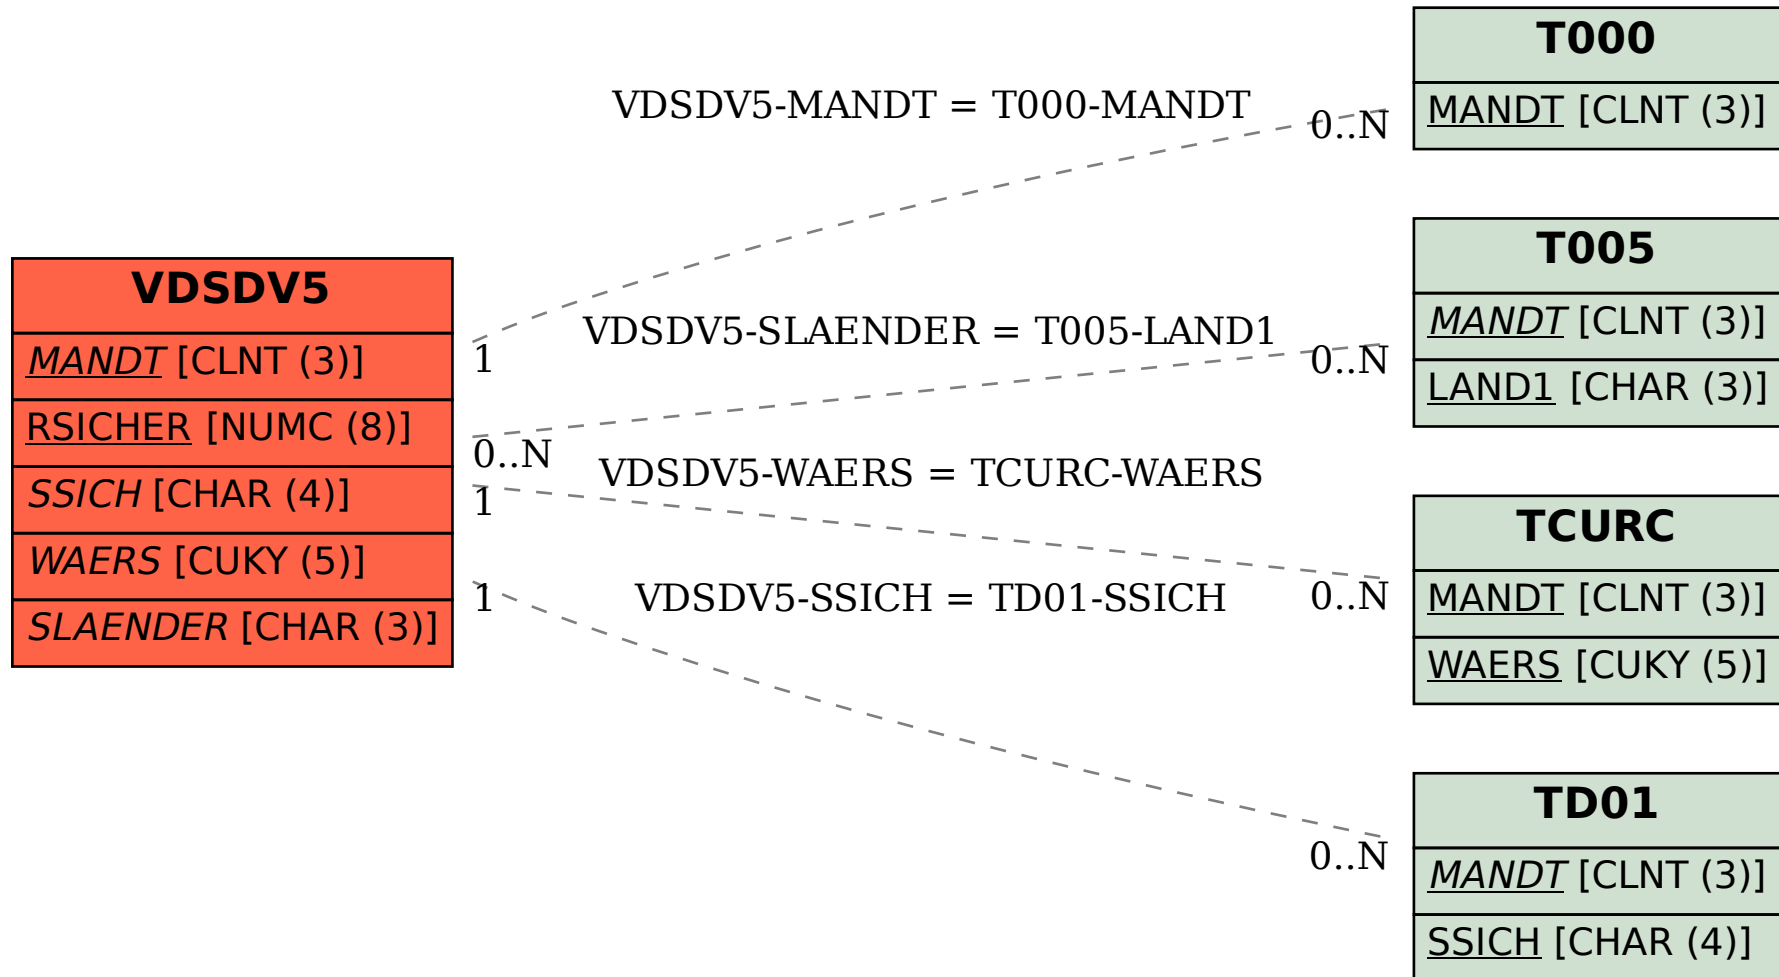 VDSDV5
MANDT [CLNT (3)]
RSICHER [NUMC (8)]
SSICH [CHAR (4)]
WAERS [CUKY (5)]
SLAENDER [CHAR (3)]
VDSDV5-MANDT = T000-MANDT
1
0..N
VDSDV5-SLAENDER = T005-LAND1
0..N
0..N
VDSDV5-WAERS = TCURC-WAERS
1
0..N
VDSDV5-SSICH = TD01-SSICH
1
0..N
T000
MANDT [CLNT (3)]
T005
MANDT [CLNT (3)]
LAND1 [CHAR (3)]
TCURC
MANDT [CLNT (3)]
WAERS [CUKY (5)]
TD01
MANDT [CLNT (3)]
SSICH [CHAR (4)]